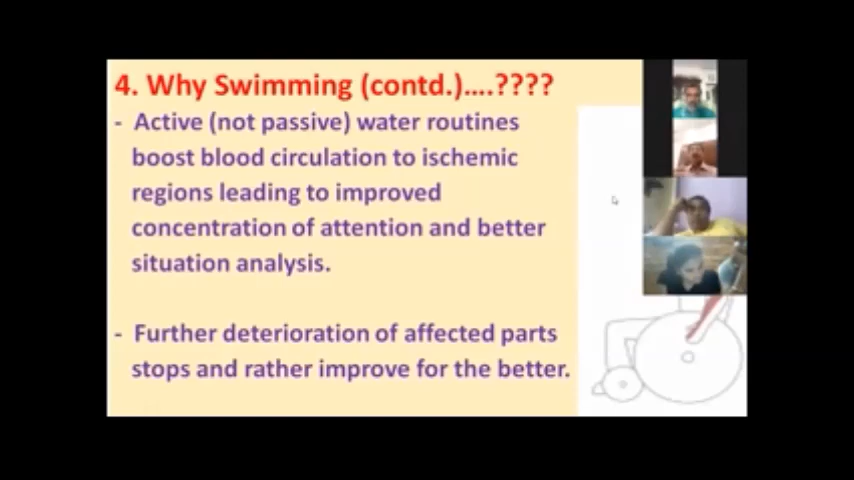 4. Why Swimming (contd.)....????
- Active (not passive) water routines
boost blood circulation to ischemic
regions leading to improved
concentration of attention and better
situation analysis.
- Further deterioration of affected parts
stops and rather improve for the better.